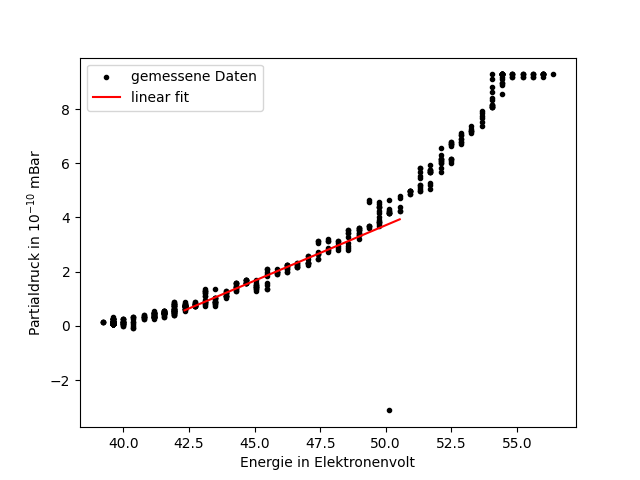 gemessene Daten
linear fit
8
6
4
2
0
−2
Partialdruck in 10⁻¹⁰ mBar
40.0 42.5 45.0 47.5 50.0 52.5 55.0
Energie in Elektronenvolt